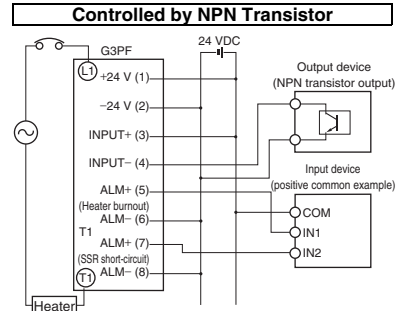 Controlled by NPN Transistor
24 VDC
G3PF
L1
+24 V (1)
−24 V (2)
INPUT+ (3)
INPUT− (4)
ALM+ (5)
(Heater burnout)
ALM− (6)
T1
ALM+ (7)
(SSR short-circuit)
T1
ALM− (8)
Heater
Output device
(NPN transistor output)
Input device
(positive common example)
COM
IN1
IN2